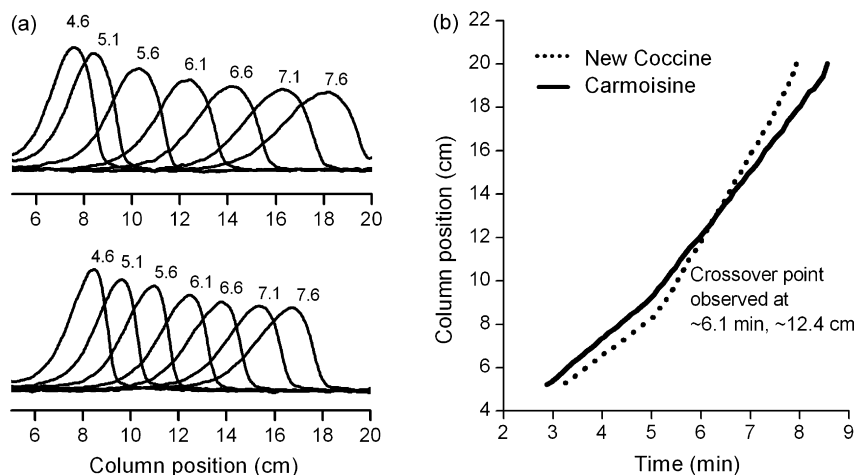 (a)
4.6 5.1 5.6 6.1 6.6 7.1 7.6
6 8 10 12 14 16 18 20
4.6 5.1 5.6 6.1 6.6 7.1 7.6
6 8 10 12 14 16 18 20
Column position (cm)
(b)
New Coccine
Carmoisine
22
20
18
16
14
12
10
8
6
4
Column position (cm)
Crossover point
observed at
~6.1 min, ~12.4 cm
2 3 4 5 6 7 8 9
Time (min)